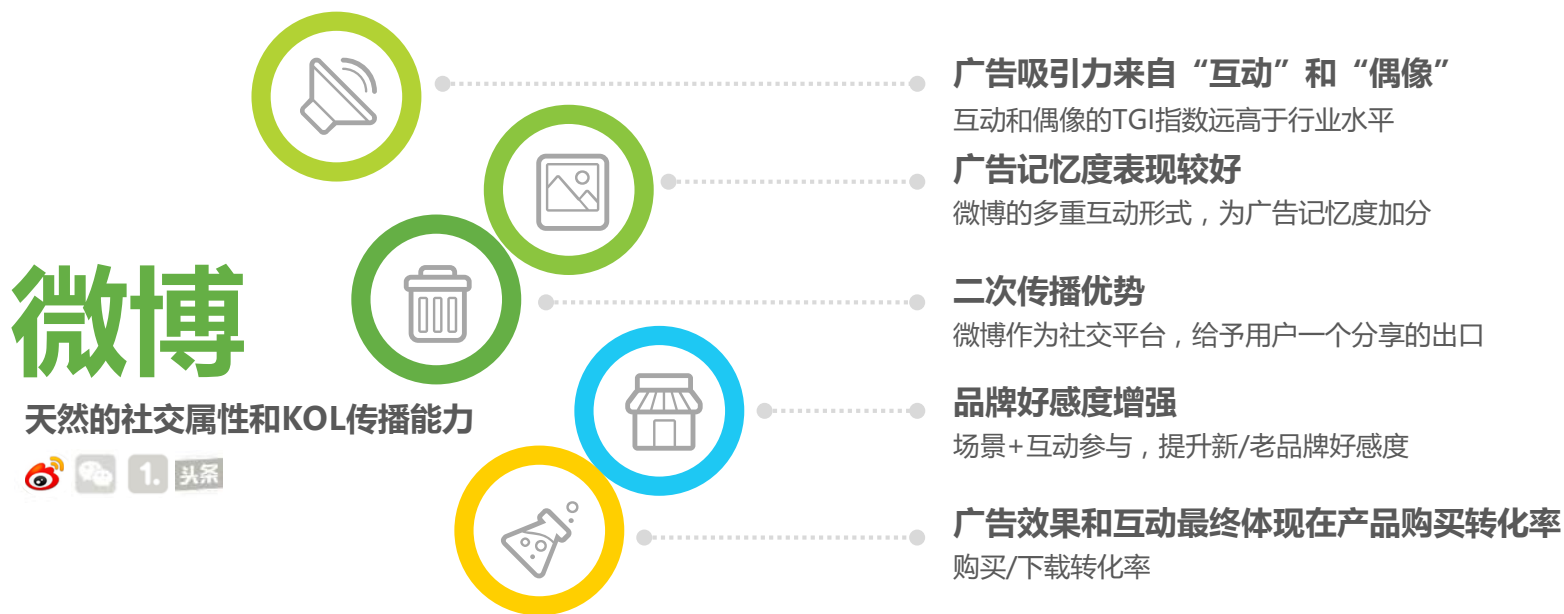 广告吸引力来自“互动”和“偶像”
互动和偶像的TGI指数远高于行业水平
广告记忆度表现较好
微博的多重互动形式，为广告记忆度加分
二次传播优势
微博作为社交平台，给予用户一个分享的出口
微博
天然的社交属性和KOL传播能力
1. 头条
品牌好感度增强
场景+互动参与，提升新/老品牌好感度
广告效果和互动最终体现在产品购买转化率
购买/下载转化率